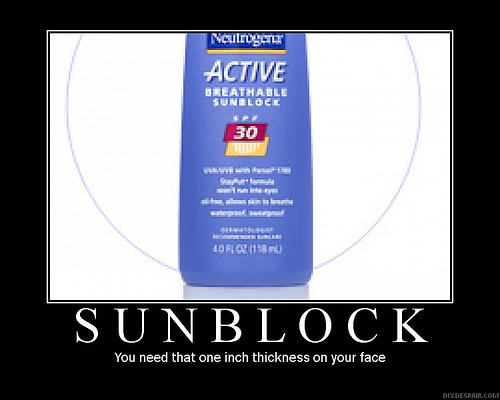 Neutrogena
ACTIVE
BREATHABLE
SUNBLOCK
SPF
30
UVA/UVB with Parsol® 1789
StayPut™ formula
won't run into eyes
oil-free, allows skin to breathe
waterproof, sweatproof
DERMATOLOGIST
RECOMMENDED SUNCARE
4.0 FL OZ (118 mL)
SUNBLOCK
You need that one inch thickness on your face
DIY.DESPAIR.COM